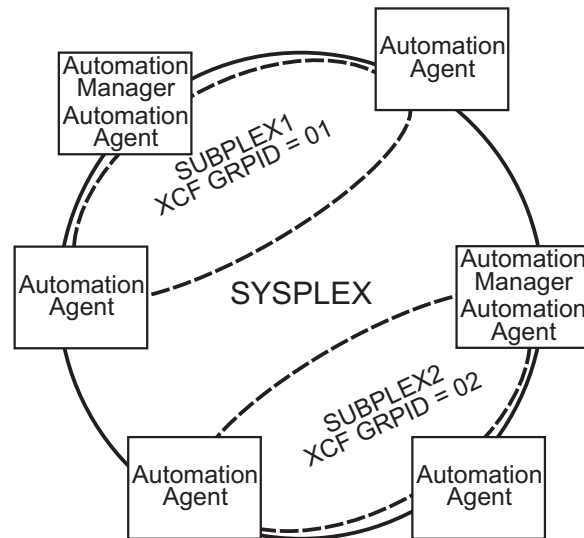 Automation
Agent
Automation
Manager
Automation
Agent
SUBPLEX1
XCF GRPID = 01
Automation
Agent
SYSPLEX
Automation
Manager
Automation
Agent
SUBPLEX2
XCF GRPID = 02
Automation
Agent
Automation
Agent